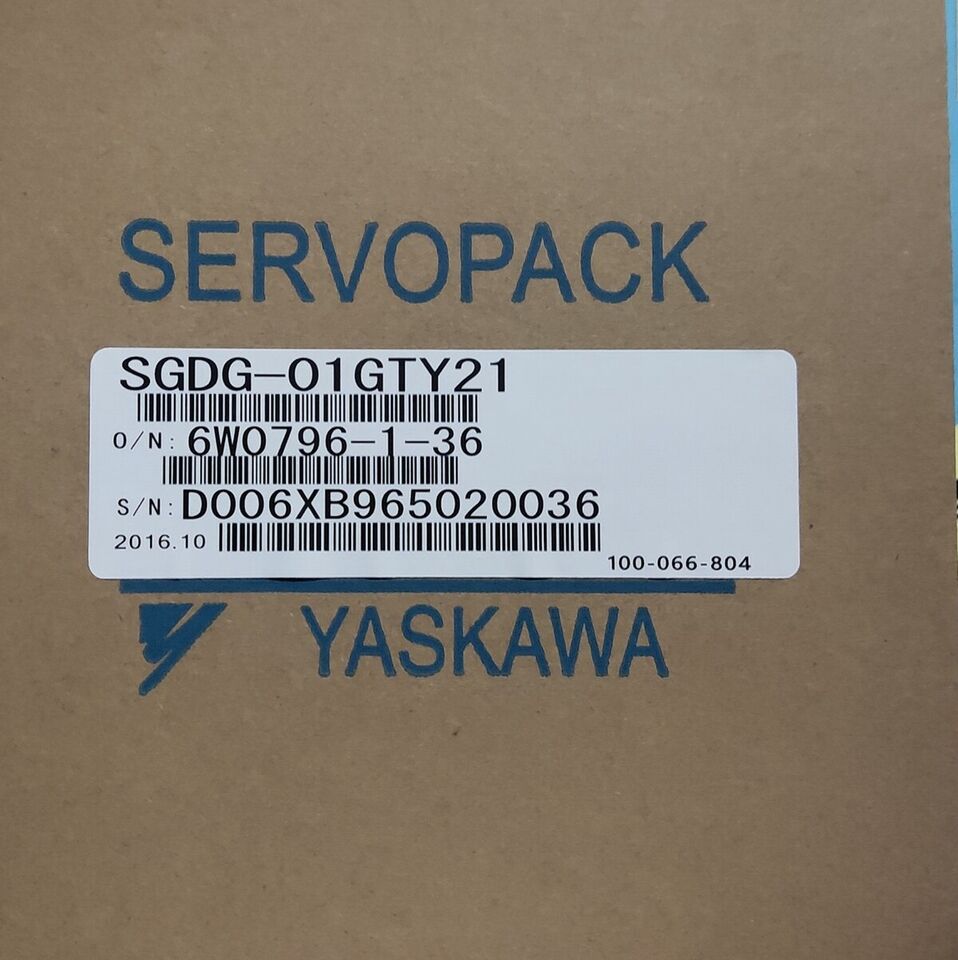 SERVOPACK
SGDG-01GTY21
O/N: 6W0796-1-36
S/N: D006XB965020036
2016.10
100-066-804
YASKAWA